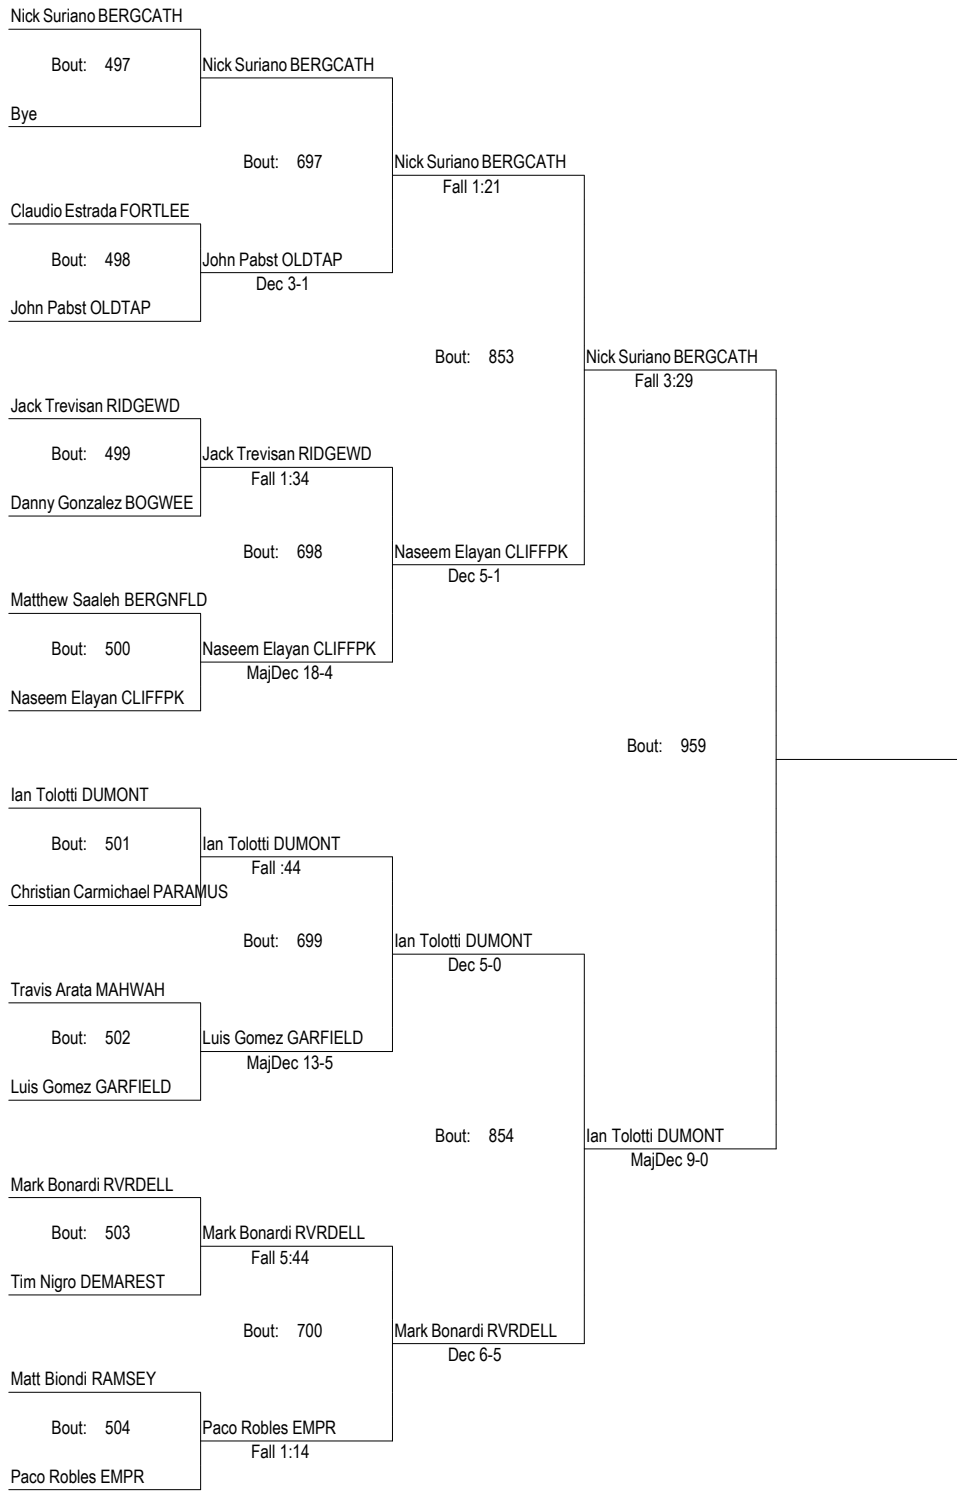 Nick Suriano BERGCATH
Bout: 497
Nick Suriano BERGCATH
Bye
Bout: 697
Nick Suriano BERGCATH
Fall 1:21
Claudio Estrada FORTLEE
Bout: 498
John Pabst OLDTAP
Dec 3-1
John Pabst OLDTAP
Bout: 853
Nick Suriano BERGCATH
Fall 3:29
Jack Trevisan RIDGEWD
Bout: 499
Jack Trevisan RIDGEWD
Fall 1:34
Danny Gonzalez BOGWEE
Bout: 698
Naseem Elayan CLIFFPK
Dec 5-1
Matthew Saaleh BERGNFLD
Bout: 500
Naseem Elayan CLIFFPK
MajDec 18-4
Naseem Elayan CLIFFPK
Bout: 959
Ian Tolotti DUMONT
Bout: 501
Ian Tolotti DUMONT
Fall :44
Christian Carmichael PARAMUS
Bout: 699
Ian Tolotti DUMONT
Dec 5-0
Travis Arata MAHWAH
Bout: 502
Luis Gomez GARFIELD
MajDec 13-5
Luis Gomez GARFIELD
Bout: 854
Ian Tolotti DUMONT
MajDec 9-0
Mark Bonardi RVRDELL
Bout: 503
Mark Bonardi RVRDELL
Fall 5:44
Tim Nigro DEMAREST
Bout: 700
Mark Bonardi RVRDELL
Dec 6-5
Matt Biondi RAMSEY
Bout: 504
Paco Robles EMPR
Fall 1:14
Paco Robles EMPR